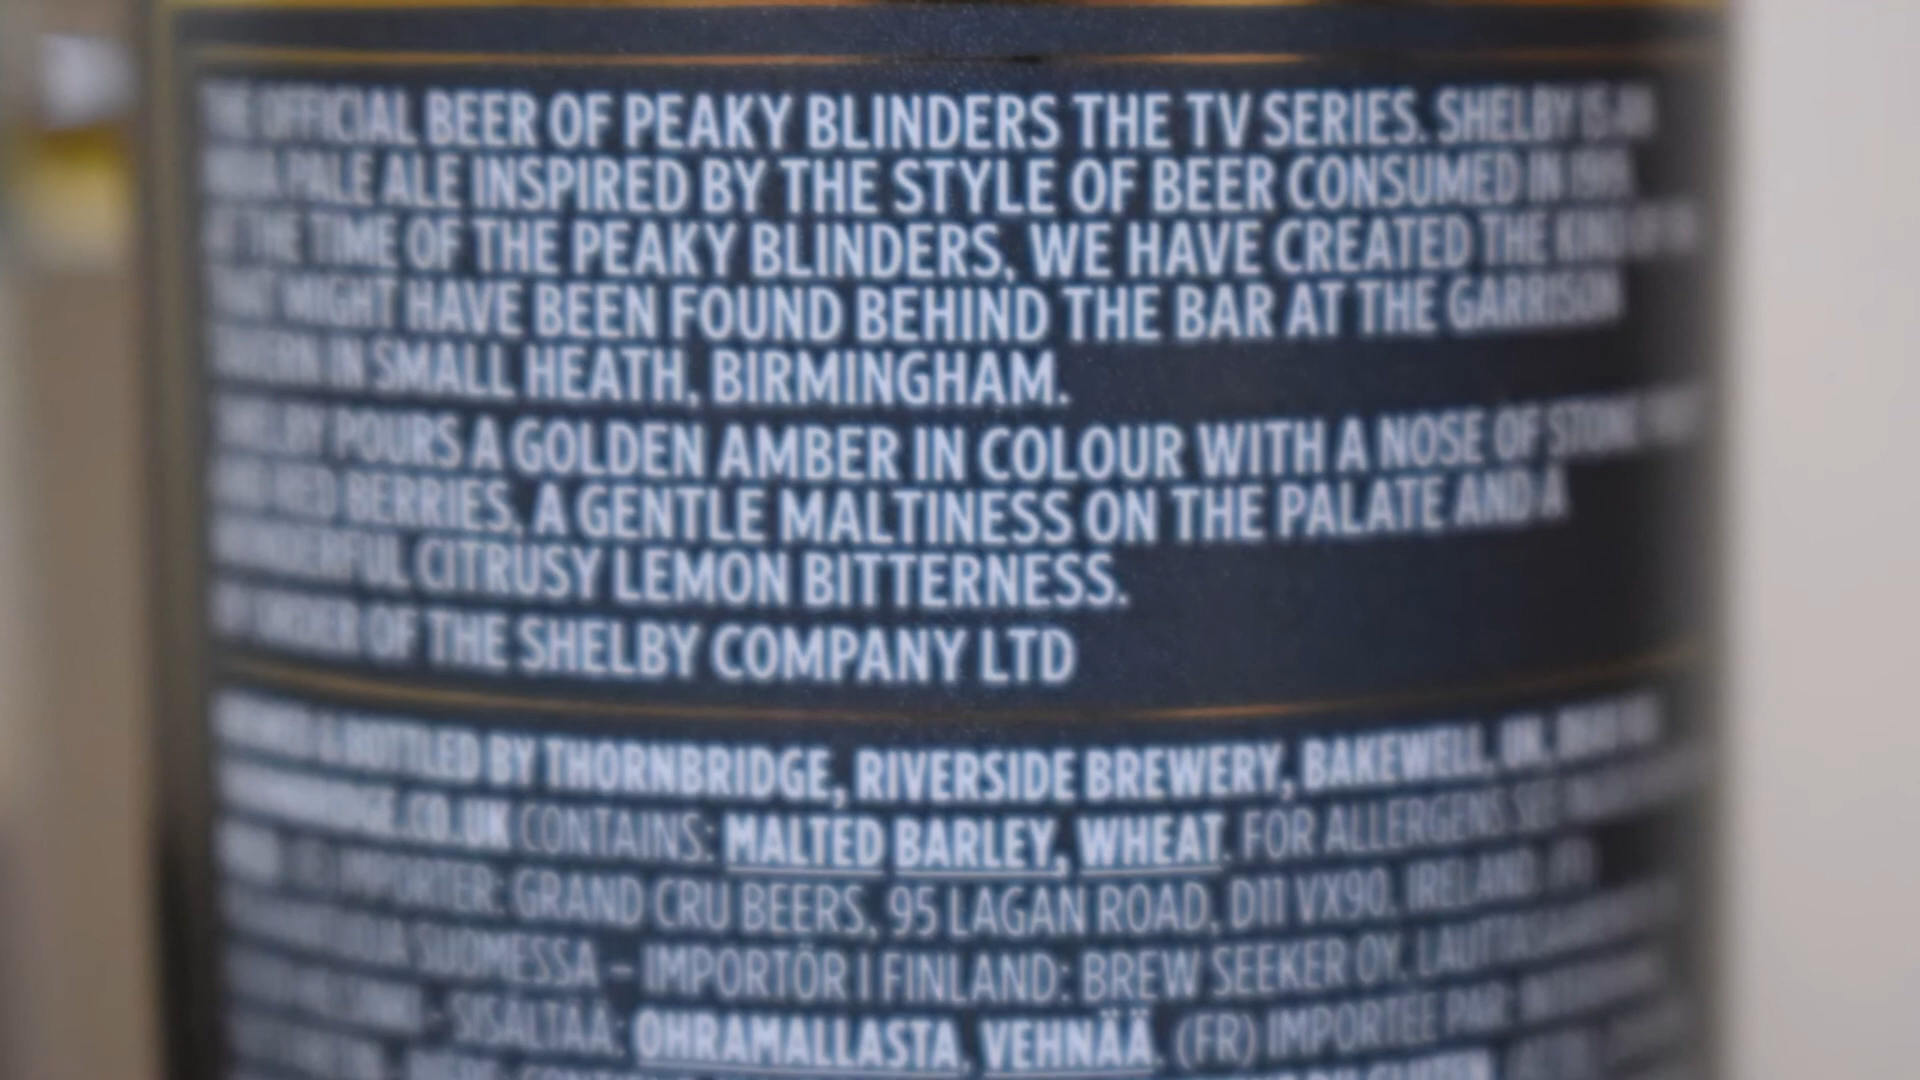 THE OFFICIAL BEER OF PEAKY BLINDERS THE TV SERIES. SHELBY IS AN
INDIA PALE ALE INSPIRED BY THE STYLE OF BEER CONSUMED IN 1919.
AT THE TIME OF THE PEAKY BLINDERS, WE HAVE CREATED THE KIND OF
THAT MIGHT HAVE BEEN FOUND BEHIND THE BAR AT THE GARRISON
TAVERN IN SMALL HEATH, BIRMINGHAM.
SHELBY POURS A GOLDEN AMBER IN COLOUR WITH A NOSE OF STONE FRUIT
AND RED BERRIES, A GENTLE MALTINESS ON THE PALATE AND A
WONDERFUL CITRUSY LEMON BITTERNESS.
BY ORDER OF THE SHELBY COMPANY LTD
& BOTTLED BY THORNBRIDGE, RIVERSIDE BREWERY, BAKEWELL, UK,
THORNBRIDGE.CO.UK CONTAINS: MALTED BARLEY, WHEAT. FOR ALLERGENS SEE
IMPORTER: GRAND CRU BEERS, 95 LAGAN ROAD, D11 VX90, IRELAND. (FI)
SUOMESSA – IMPORTÖR I FINLAND: BREW SEEKER OY,
- SISÄLTÄÄ: OHRAMALLASTA, VEHNÄÄ. (FR) IMPORTÉE PAR: